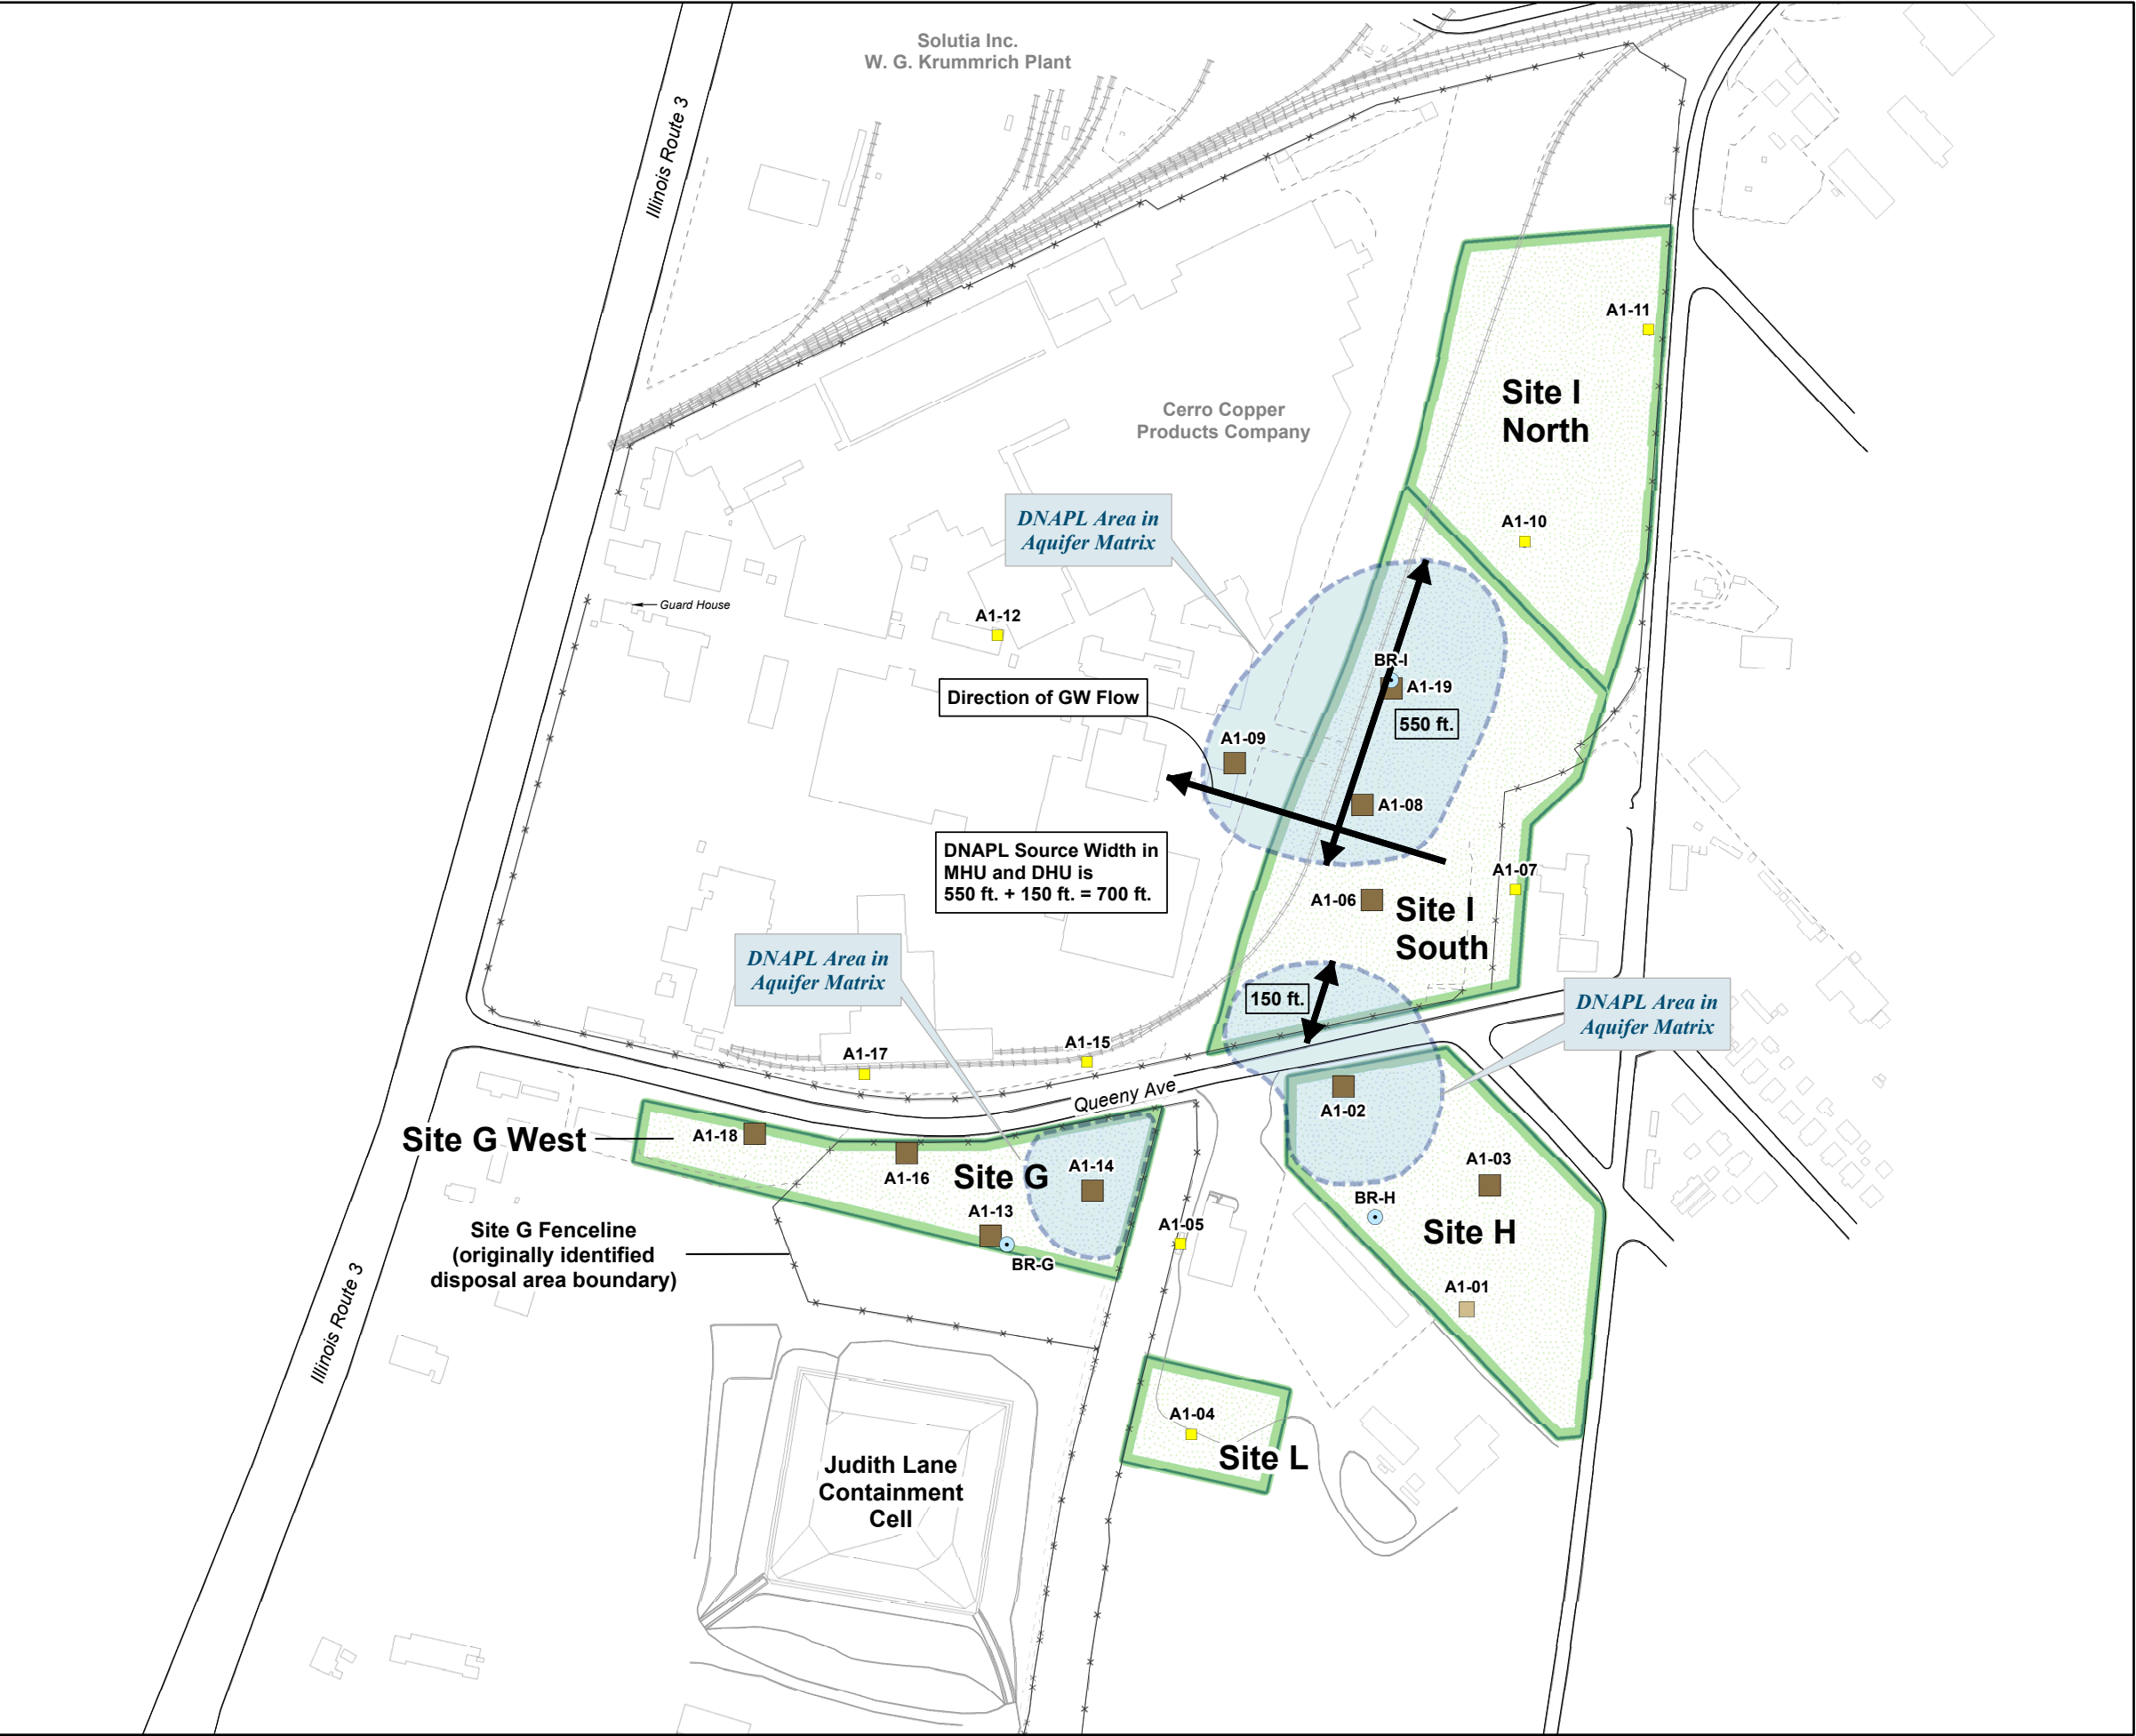 Solutia Inc.
W. G. Krummrich Plant
Illinois Route 3
A1-11
Site I
North
Cerro Copper
Products Company
DNAPL Area in
Aquifer Matrix
A1-10
Guard House
A1-12
BR-I
A1-19
Direction of GW Flow
550 ft.
A1-09
A1-08
DNAPL Source Width in
MHU and DHU is
550 ft. + 150 ft. = 700 ft.
A1-07
A1-06
Site I
South
DNAPL Area in
Aquifer Matrix
150 ft.
DNAPL Area in
Aquifer Matrix
A1-15
A1-17
Queeny Ave
A1-02
Site G West
A1-18
A1-16
Site G
A1-14
A1-03
A1-13
BR-H
Site G Fenceline
(originally identified
disposal area boundary)
A1-05
Site H
BR-G
A1-01
Illinois Route 3
A1-04
Site L
Judith Lane
Containment
Cell